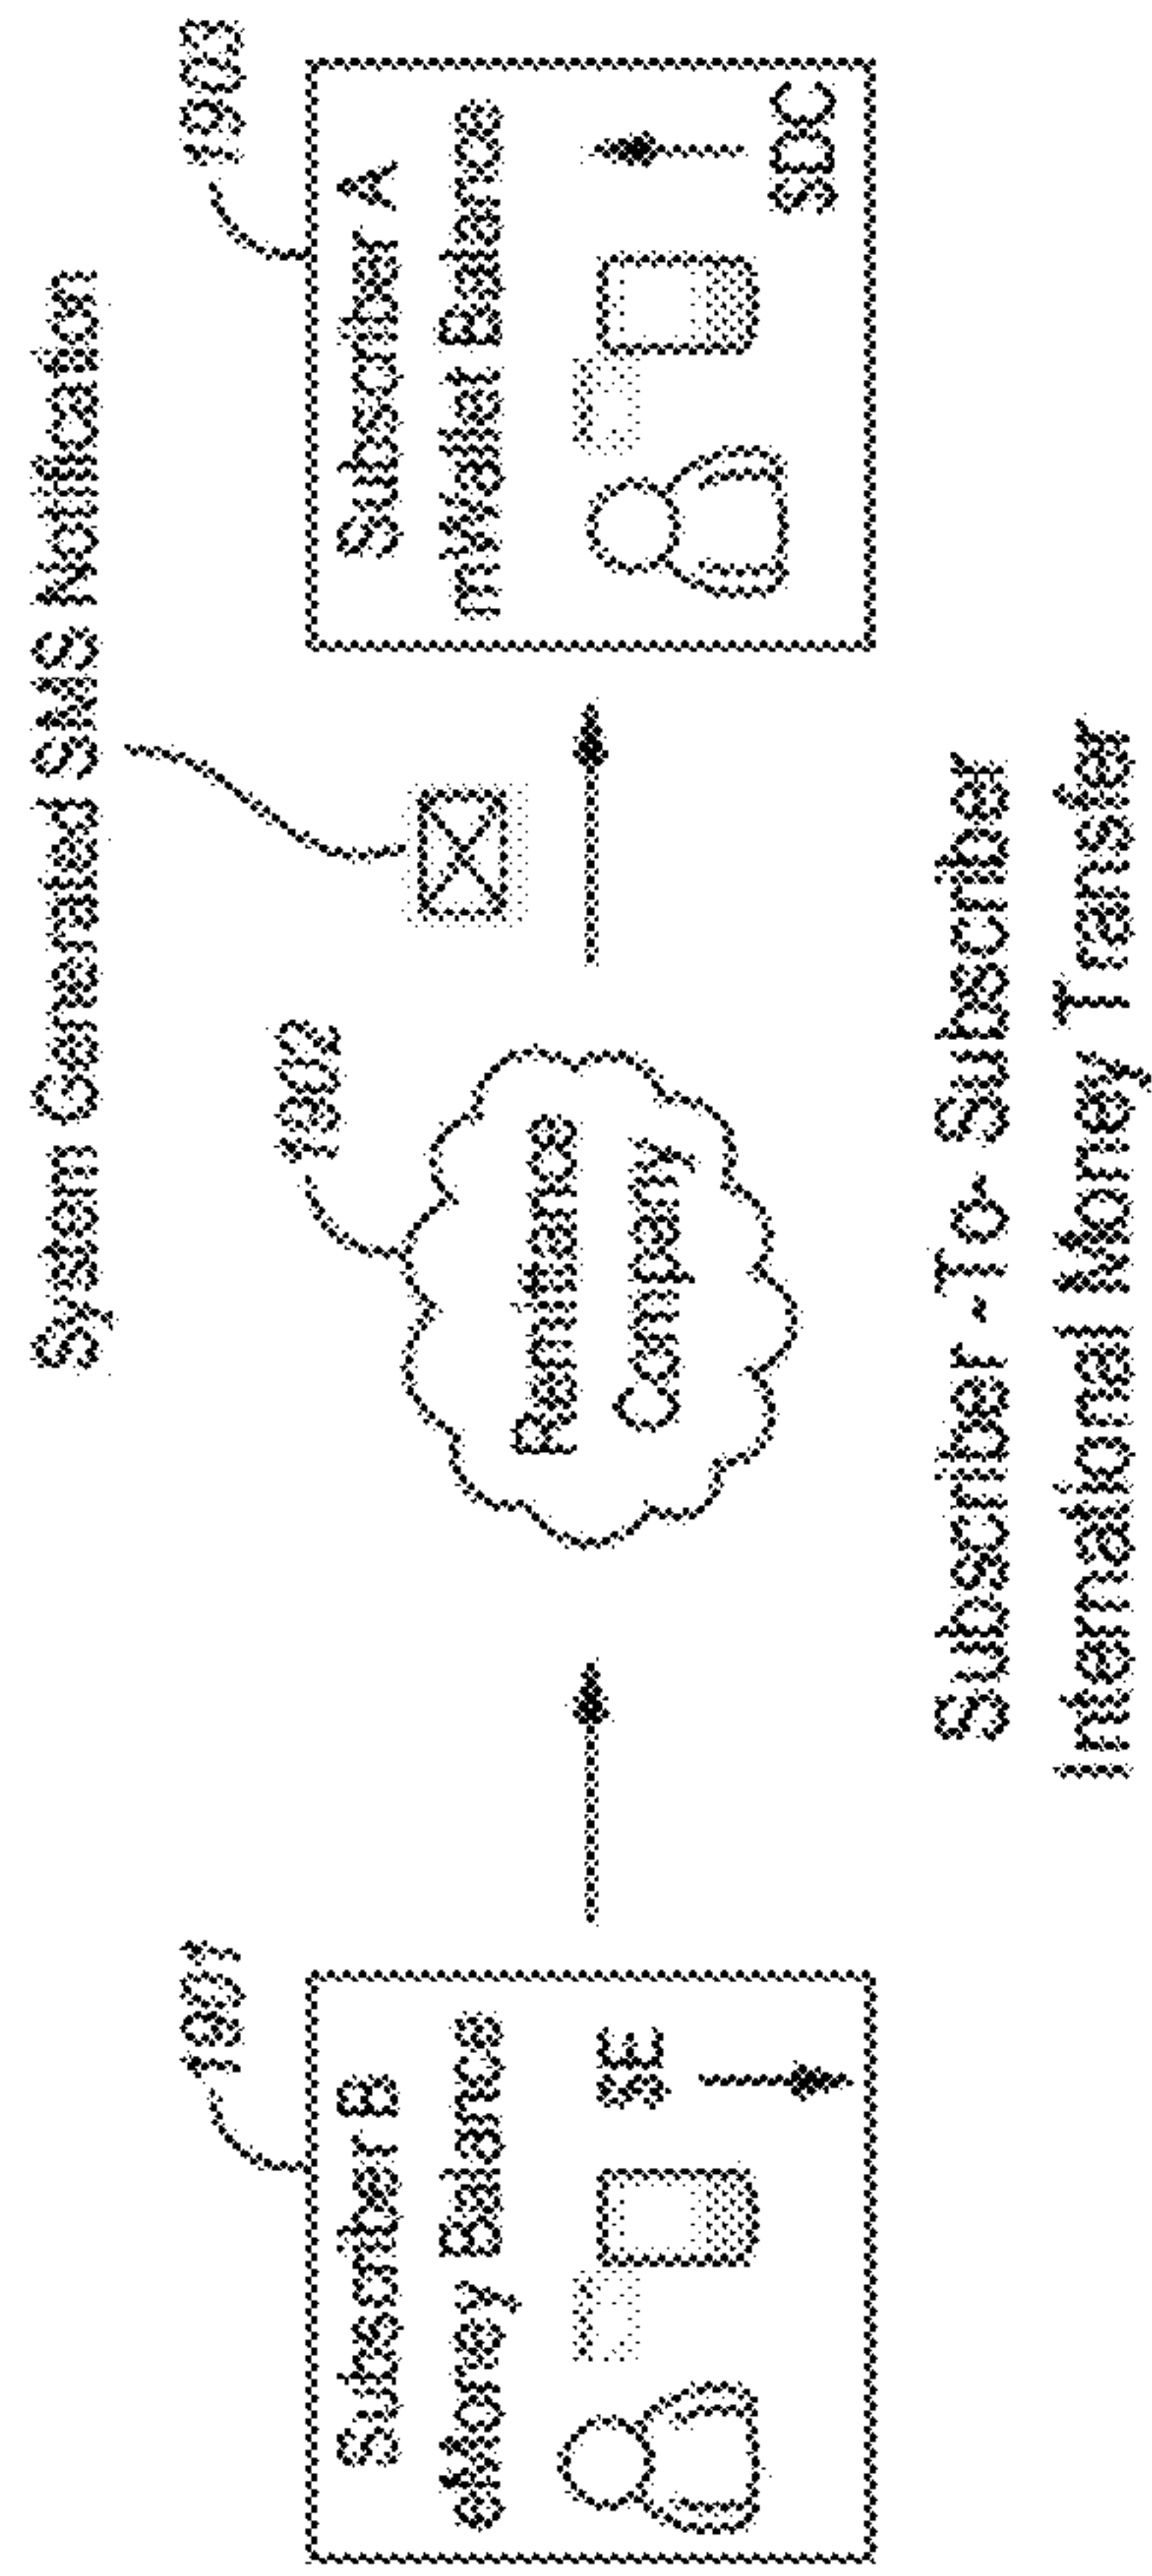 System Generated SMS Notification
1901
Subscriber B
eMoney Balance
SE
1902
Remittance
Company
1903
Subscriber A
mWallet Balance
SDC
Subscriber-To-Subscriber
International Money Transfer